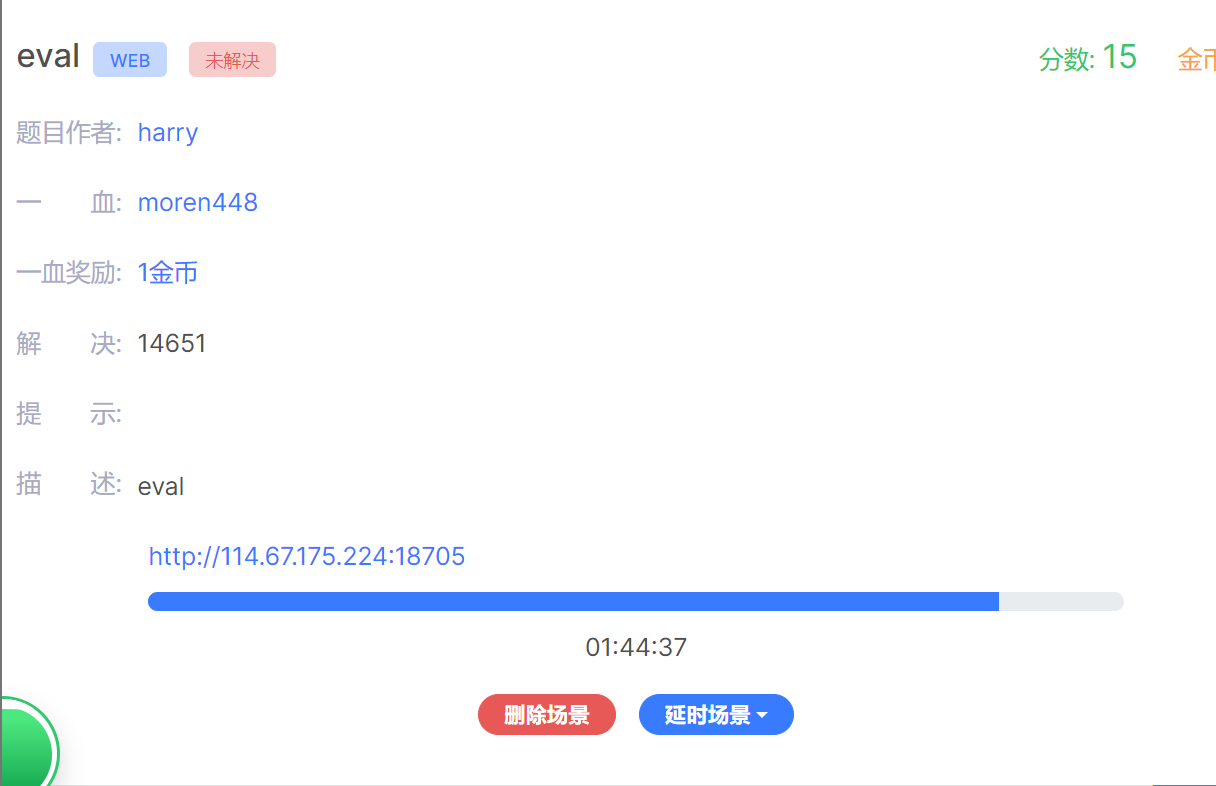 eval WEB 未解决 分数: 15 金币
题目作者: harry
一 血: moren448
一血奖励: 1金币
解 决: 14651
提 示:
描 述: eval
http://114.67.175.224:18705
01:44:37
删除场景 延时场景